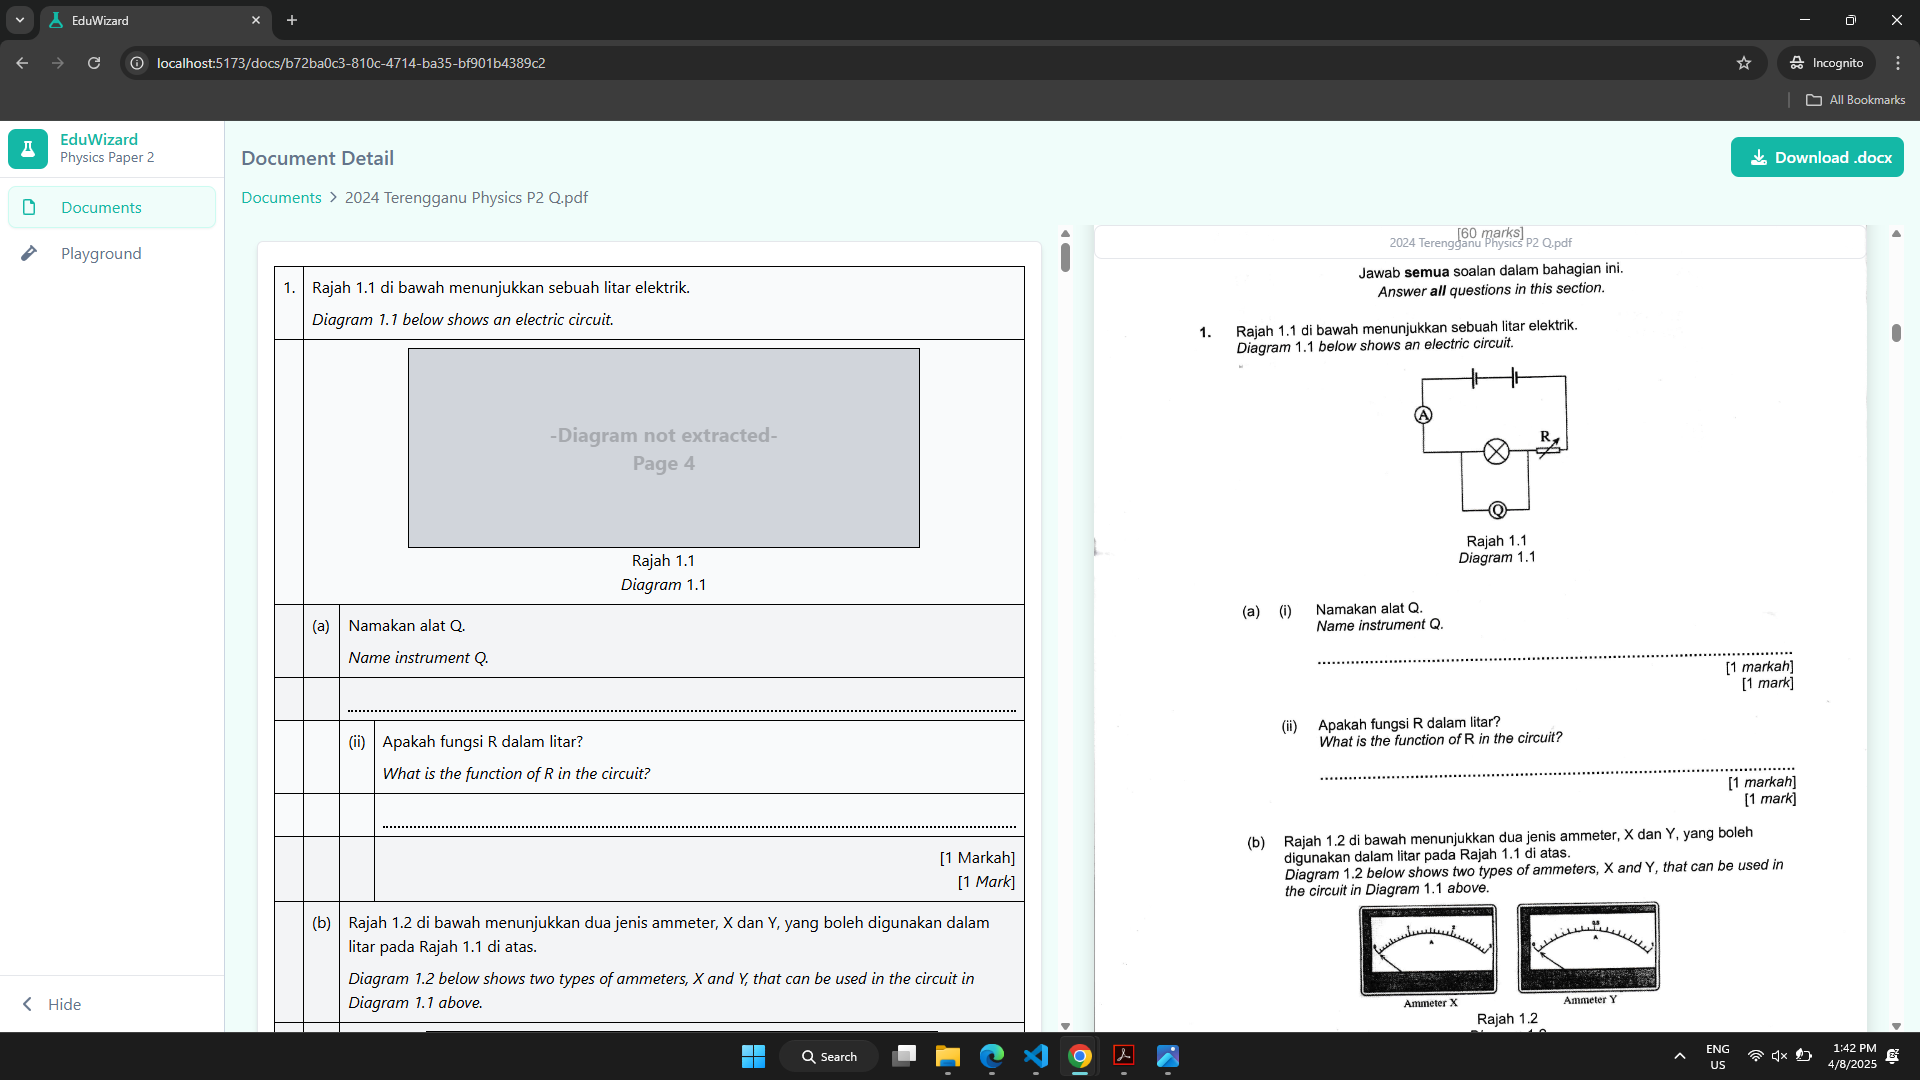 EduWizard
localhost:5173/docs/b72ba0c3-810c-4714-ba35-bf901b4389c2
Incognito
All Bookmarks
EduWizard
Physics Paper 2
Documents
Playground
Hide
Document Detail
Download .docx
Documents > 2024 Terengganu Physics P2 Q.pdf
1. Rajah 1.1 di bawah menunjukkan sebuah litar elektrik.
Diagram 1.1 below shows an electric circuit.
-Diagram not extracted-
Page 4
Rajah 1.1
Diagram 1.1
(a) Namakan alat Q.
Name instrument Q.
(ii) Apakah fungsi R dalam litar?
What is the function of R in the circuit?
[1 Markah]
[1 Mark]
(b) Rajah 1.2 di bawah menunjukkan dua jenis ammeter, X dan Y, yang boleh digunakan dalam
litar pada Rajah 1.1 di atas.
Diagram 1.2 below shows two types of ammeters, X and Y, that can be used in the circuit in
Diagram 1.1 above.
[60 marks]
2024 Terengganu Physics P2 Q.pdf
Jawab semua soalan dalam bahagian ini.
Answer all questions in this section.
1. Rajah 1.1 di bawah menunjukkan sebuah litar elektrik.
Diagram 1.1 below shows an electric circuit.
A
R
Q
Rajah 1.1
Diagram 1.1
(a) (i) Namakan alat Q.
Name instrument Q.
[1 markah]
[1 mark]
(ii) Apakah fungsi R dalam litar?
What is the function of R in the circuit?
[1 markah]
[1 mark]
(b) Rajah 1.2 di bawah menunjukkan dua jenis ammeter, X dan Y, yang boleh
digunakan dalam litar pada Rajah 1.1 di atas.
Diagram 1.2 below shows two types of ammeters, X and Y, that can be used in
the circuit in Diagram 1.1 above.
Ammeter X
Ammeter Y
Rajah 1.2
Search
ENG
US
1:42 PM
4/8/2025